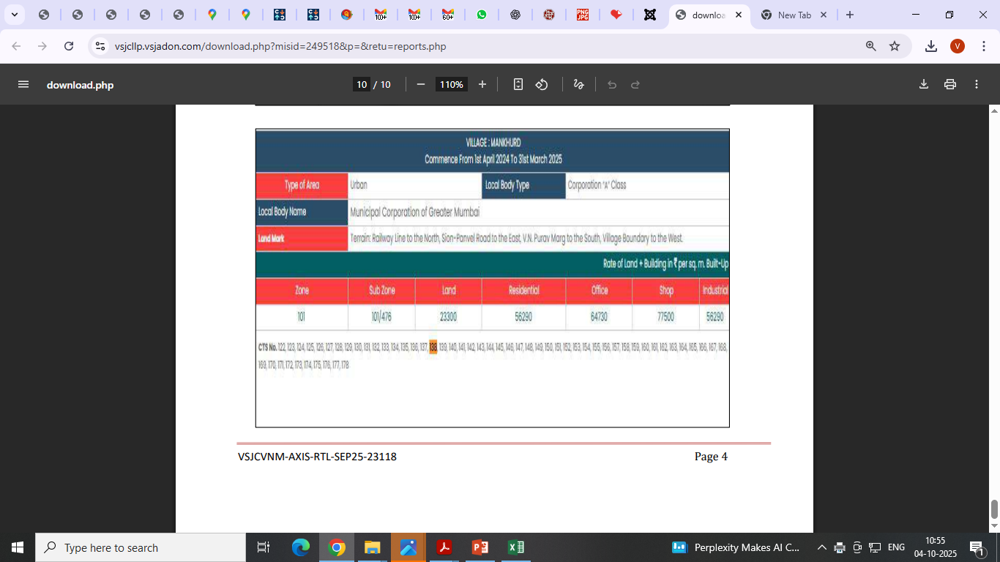 100+
100+
60+
PNG
JPG
downloa
New Tab
vsjcllp.vsjadon.com/download.php?misid=249518&p=&retu=reports.php
V
download.php
10 / 10
110%
VILLAGE : MANKHURD
Commence From 1st April 2024 To 31st March 2025
Type of Area Urban Local Body Type Corporation "A" Class
Local Body Name Municipal Corporation of Greater Mumbai
Land Mark Terrain: Railway Line to the North, Sion-Panvel Road to the East, V.N. Purav Marg to the South, Village Boundary to the West.
Rate of Land + Building in ₹ per sq. m. Built-Up
Zone Sub Zone Land Residential Office Shop Industrial
101 101/476 23300 56290 64730 77500 56290
CTS No. 122, 123, 124, 125, 126, 127, 128, 129, 130, 131, 132, 133, 134, 135, 136, 137, 138, 139, 140, 141, 142, 143, 144, 145, 146, 147, 148, 149, 150, 151, 152, 153, 154, 155, 156, 157, 158, 159, 160, 161, 162, 163, 164, 165, 166, 167, 168,
169, 170, 171, 172, 173, 174, 175, 176, 177, 178
VSJCVNM-AXIS-RTL-SEP25-23118 Page 4
Type here to search
Perplexity Makes AI C...
ENG
10:55
04-10-2025
1